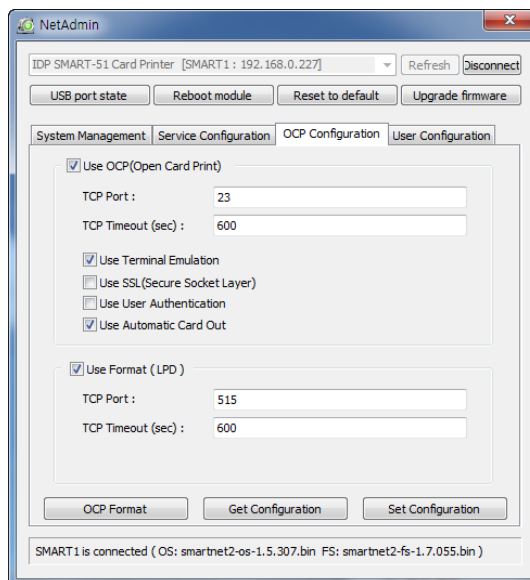 NetAdmin
IDP SMART-51 Card Printer [SMART1 : 192.168.0.227] Refresh Disconnect
USB port state Reboot module Reset to default Upgrade firmware
System Management Service Configuration OCP Configuration User Configuration
Use OCP(Open Card Print)
TCP Port : 23
TCP Timeout (sec) : 600
Use Terminal Emulation
Use SSL(Secure Socket Layer)
Use User Authentication
Use Automatic Card Out
Use Format ( LPD )
TCP Port : 515
TCP Timeout (sec) : 600
OCP Format Get Configuration Set Configuration
SMART1 is connected ( OS: smartnet2-os-1.5.307.bin FS: smartnet2-fs-1.7.055.bin )